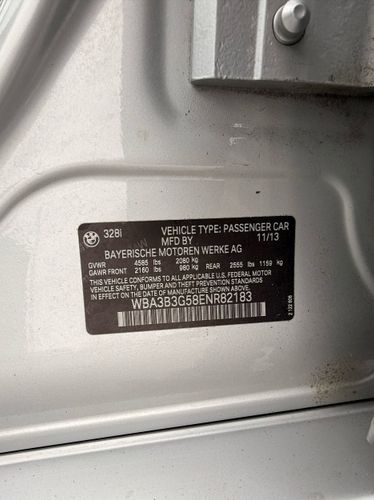 328i VEHICLE TYPE: PASSENGER CAR
MFD BY 11/13
BAYERISCHE MOTOREN WERKE AG
GVWR 4585 lbs 2080 kg
GAWR FRONT 2160 lbs 980 kg REAR 2555 lbs 1159 kg
THIS VEHICLE CONFORMS TO ALL APPLICABLE U.S. FEDERAL MOTOR VEHICLE
SAFETY, BUMPER AND THEFT PREVENTION STANDARDS IN EFFECT
ON THE DATE OF MANUFACTURE SHOWN ABOVE.
WBA3B3G58ENR82183